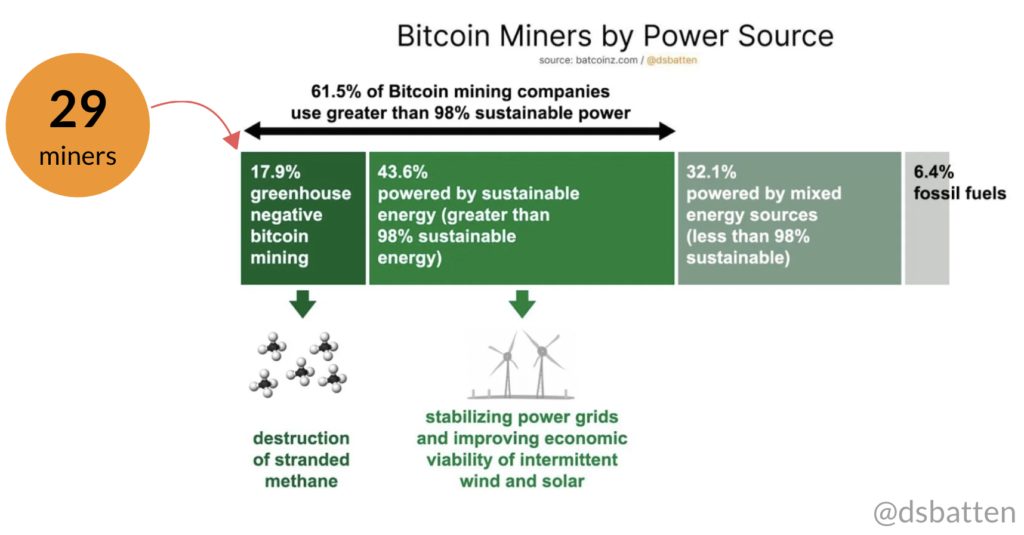 Bitcoin Miners by Power Source
source: batcoinz.com / @dsbatten
29
miners
61.5% of Bitcoin mining companies
use greater than 98% sustainable power
17.9%
greenhouse
negative
bitcoin
mining
43.6%
powered by sustainable
energy (greater than
98% sustainable
energy)
32.1%
powered by mixed
energy sources
(less than 98%
sustainable)
6.4%
fossil fuels
destruction
of stranded
methane
stabilizing power grids
and improving economic
viability of intermittent
wind and solar
@dsbatten